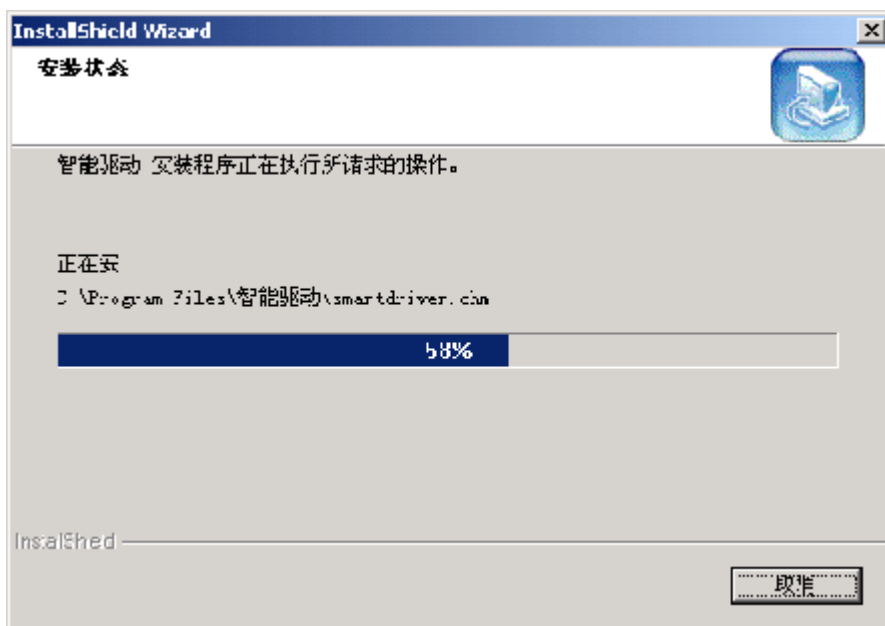 InstallShield Wizard
安装状态
智能驱动 安装程序正在执行所请求的操作。
正在安
C:\Program Files\智能驱动\smartdriver.chm
58%
InstallShield
取消